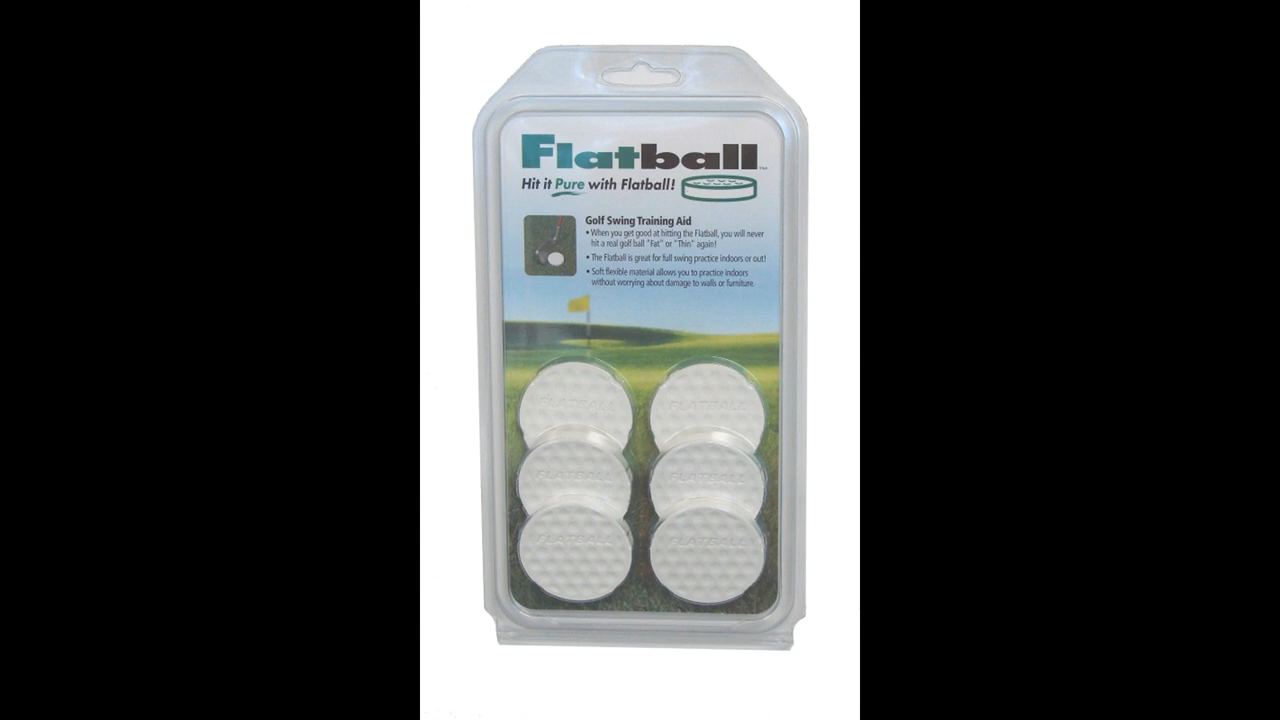 Flatball™
Hit it Pure with Flatball!
Golf Swing Training Aid
• When you get good at hitting the Flatball, you will never
hit a real golf ball "Fat" or "Thin" again!
• The Flatball is great for full swing practice indoors or out!
• Soft flexible material allows you to practice indoors
without worrying about damage to walls or furniture.
FLATBALL FLATBALL
FLATBALL FLATBALL
FLATBALL FLATBALL